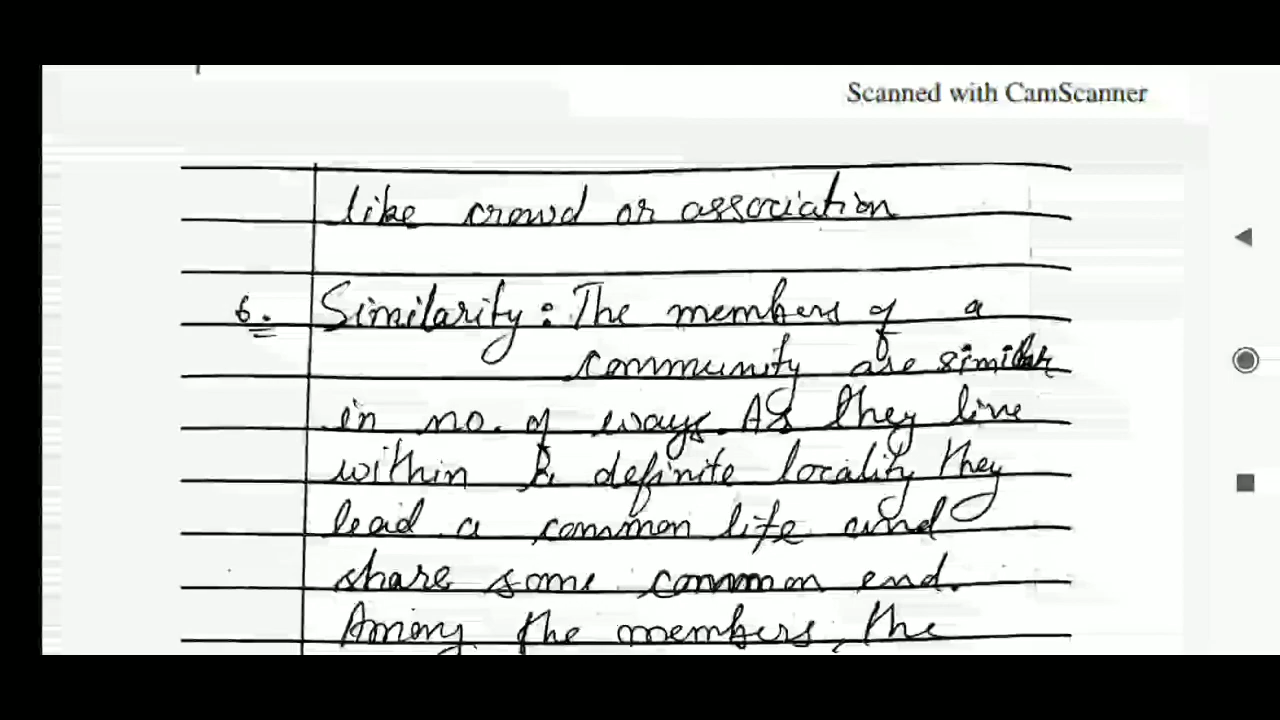 Scanned with CamScanner
like crowd or association
6. Similarity: The members of a
community are similar
in no. of ways. As they live
within a definite locality they
lead a common life and
share some common end.
Among the members, the